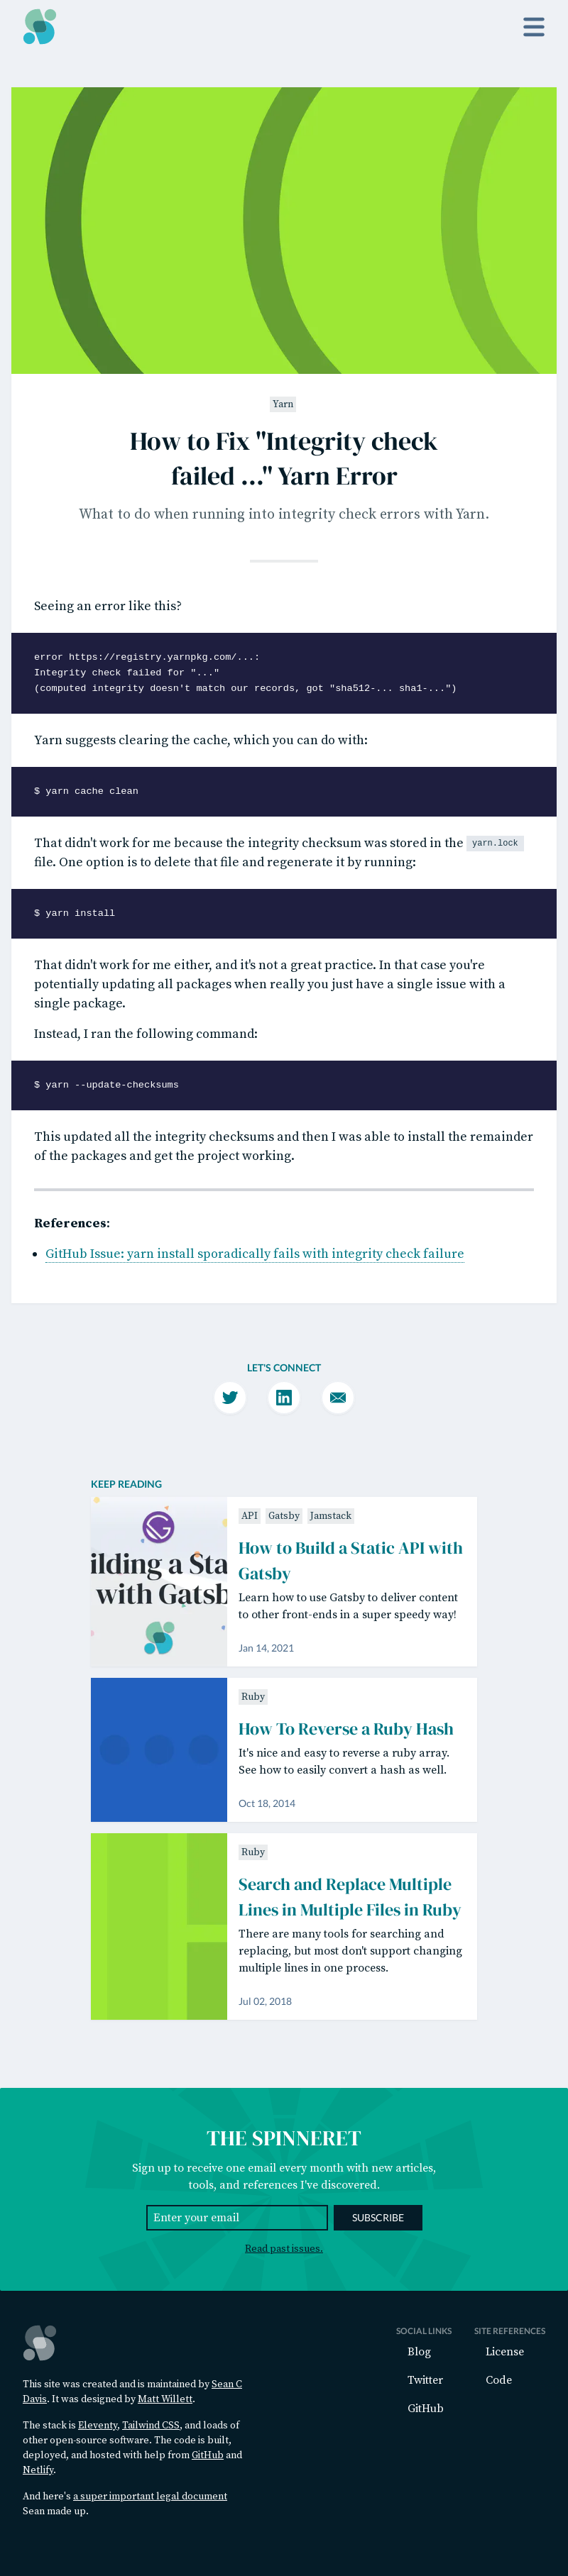 Yarn
How to Fix "Integrity check
failed ..." Yarn Error
What to do when running into integrity check errors with Yarn.
Seeing an error like this?
error https://registry.yarnpkg.com/...:
Integrity check failed for "..."
(computed integrity doesn't match our records, got "sha512-... sha1-...")
Yarn suggests clearing the cache, which you can do with:
$ yarn cache clean
That didn't work for me because the integrity checksum was stored in the yarn.lock
file. One option is to delete that file and regenerate it by running:
$ yarn install
That didn't work for me either, and it's not a great practice. In that case you're
potentially updating all packages when really you just have a single issue with a
single package.
Instead, I ran the following command:
$ yarn --update-checksums
This updated all the integrity checksums and then I was able to install the remainder
of the packages and get the project working.
References:
GitHub Issue: yarn install sporadically fails with integrity check failure
LET'S CONNECT
KEEP READING
ilding a Sta
with Gatsb
API Gatsby Jamstack
How to Build a Static API with
Gatsby
Learn how to use Gatsby to deliver content
to other front-ends in a super speedy way!
Jan 14, 2021
Ruby
How To Reverse a Ruby Hash
It's nice and easy to reverse a ruby array.
See how to easily convert a hash as well.
Oct 18, 2014
Ruby
Search and Replace Multiple
Lines in Multiple Files in Ruby
There are many tools for searching and
replacing, but most don't support changing
multiple lines in one process.
Jul 02, 2018
THE SPINNERET
Sign up to receive one email every month with new articles,
tools, and references I've discovered.
Enter your email
SUBSCRIBE
Read past issues.
This site was created and is maintained by Sean C
Davis. It was designed by Matt Willett.
The stack is Eleventy, Tailwind CSS, and loads of
other open-source software. The code is built,
deployed, and hosted with help from GitHub and
Netlify.
And here's a super important legal document
Sean made up.
SOCIAL LINKS
Blog
Twitter
GitHub
SITE REFERENCES
License
Code